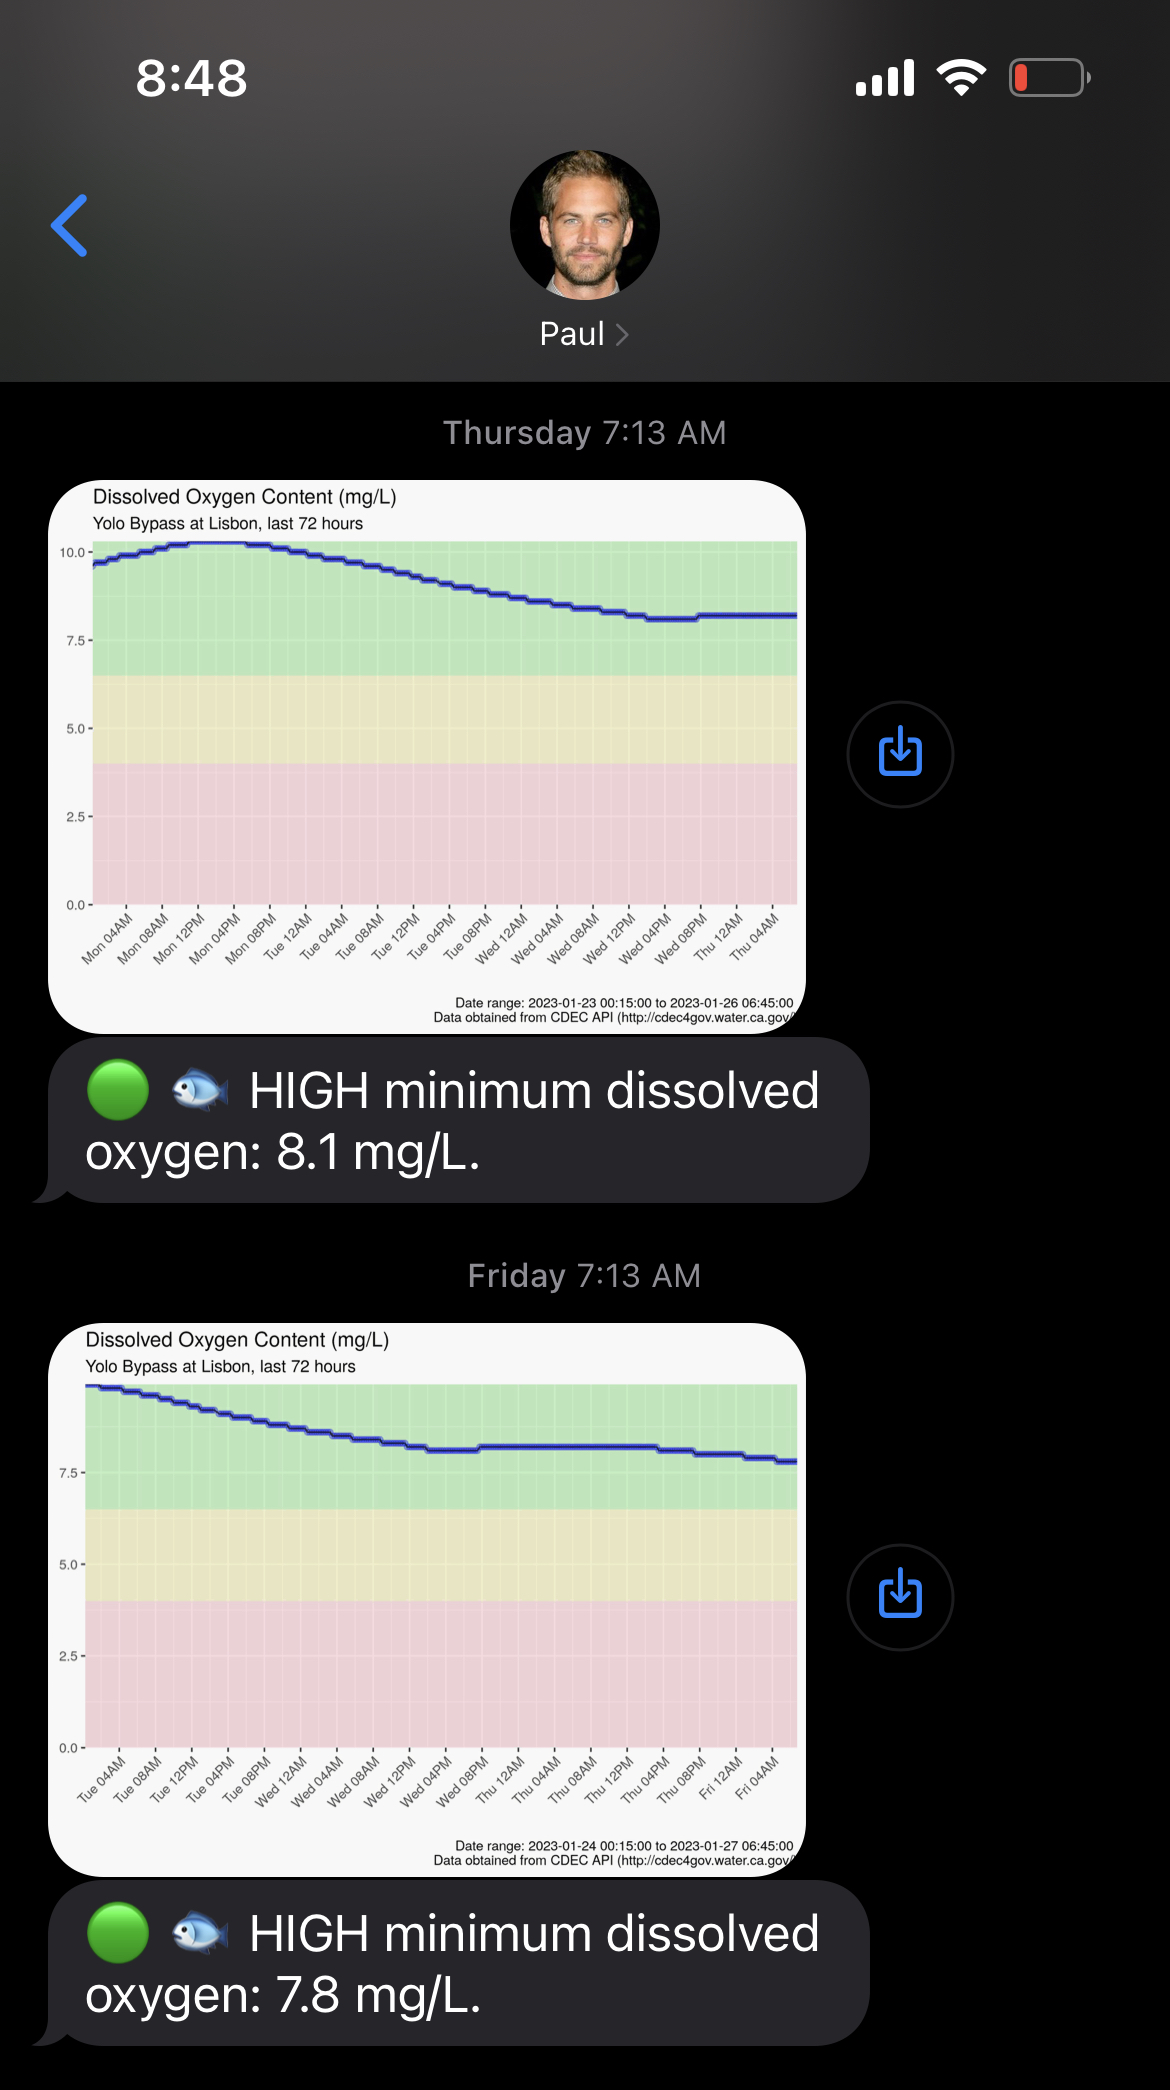 8:48
Paul
Thursday 7:13 AM
Dissolved Oxygen Content (mg/L)
Yolo Bypass at Lisbon, last 72 hours
10.0
7.5
5.0
2.5
0.0
Mon 04AM
Mon 08AM
Mon 12PM
Mon 04PM
Mon 08PM
Tue 12AM
Tue 04AM
Tue 08AM
Tue 12PM
Tue 04PM
Tue 08PM
Wed 12AM
Wed 04AM
Wed 08AM
Wed 12PM
Wed 04PM
Wed 08PM
Thu 12AM
Thu 04AM
Date range: 2023-01-23 00:15:00 to 2023-01-26 06:45:00
Data obtained from CDEC API (http://cdec4gov.water.ca.gov/
🟢 🐟 HIGH minimum dissolved
oxygen: 8.1 mg/L.
Friday 7:13 AM
Dissolved Oxygen Content (mg/L)
Yolo Bypass at Lisbon, last 72 hours
7.5
5.0
2.5
0.0
Tue 04AM
Tue 08AM
Tue 12PM
Tue 04PM
Tue 08PM
Wed 12AM
Wed 04AM
Wed 08AM
Wed 12PM
Wed 04PM
Wed 08PM
Thu 12AM
Thu 04AM
Thu 08AM
Thu 12PM
Thu 04PM
Thu 08PM
Fri 12AM
Fri 04AM
Date range: 2023-01-24 00:15:00 to 2023-01-27 06:45:00
Data obtained from CDEC API (http://cdec4gov.water.ca.gov/
🟢 🐟 HIGH minimum dissolved
oxygen: 7.8 mg/L.